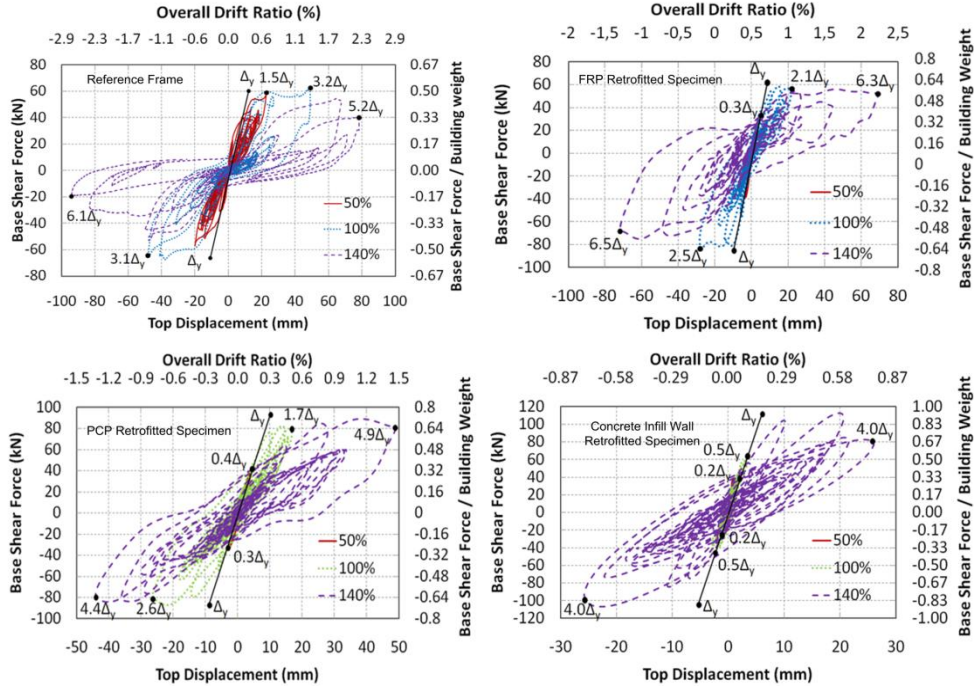 Overall Drift Ratio (%)
-2.9 -2.3 -1.7 -1.1 -0.6 0.0 0.6 1.1 1.7 2.3 2.9
Reference Frame
Δy 1.5Δy 3.2Δy
5.2Δy
6.1Δy
3.1Δy Δy
50%
100%
140%
80 60 40 20 0 -20 -40 -60 -80
Base Shear Force (kN)
0.67 0.50 0.33 0.17 0.00 -0.17 -0.33 -0.50 -0.67
Base Shear Force / Building weight
-100 -80 -60 -40 -20 0 20 40 60 80 100
Top Displacement (mm)
Overall Drift Ratio (%)
-2 -1,5 -1 -0,5 0 0,5 1 1,5 2 2,5
FRP Retrofitted Specimen
Δy 2.1Δy 6.3Δy
0.3Δy
6.5Δy
2.5Δy Δy
50%
100%
140%
80 60 40 20 0 -20 -40 -60 -80 -100
Base Shear Force (kN)
0.8 0.64 0.48 0.32 0.16 0 -0.16 -0.32 -0.48 -0.64 -0.8
Base Shear Force / Building Weight
-80 -60 -40 -20 0 20 40 60 80
Top Displacement (mm)
Overall Drift Ratio (%)
-1.5 -1.2 -0.9 -0.6 -0.3 0.0 0.3 0.6 0.9 1.2 1.5
PCP Retrofitted Specimen
Δy 1.7Δy
4.9Δy
0.4Δy
0.3Δy
4.4Δy 2.6Δy Δy
50%
100%
140%
100 80 60 40 20 0 -20 -40 -60 -80 -100
Base Shear Force (kN)
0.8 0.64 0.48 0.32 0.16 0 -0.16 -0.32 -0.48 -0.64 -0.8
Base Shear Force / Building Weight
-50 -40 -30 -20 -10 0 10 20 30 40 50
Top Displacement (mm)
Overall Drift Ratio (%)
-0.87 -0.58 -0.29 0.00 0.29 0.58 0.87
Concrete Infill Wall
Retrofitted Specimen
Δy
4.0Δy
0.5Δy
0.2Δy
0.2Δy
0.5Δy
4.0Δy Δy
50%
100%
140%
120 100 80 60 40 20 0 -20 -40 -60 -80 -100 -120
Base Shear Force (kN)
1.00 0.83 0.67 0.50 0.33 0.17 0.00 -0.17 -0.33 -0.50 -0.67 -0.83 -1.00
Base Shear Force / Building Weight
-30 -20 -10 0 10 20 30
Top Displacement (mm)